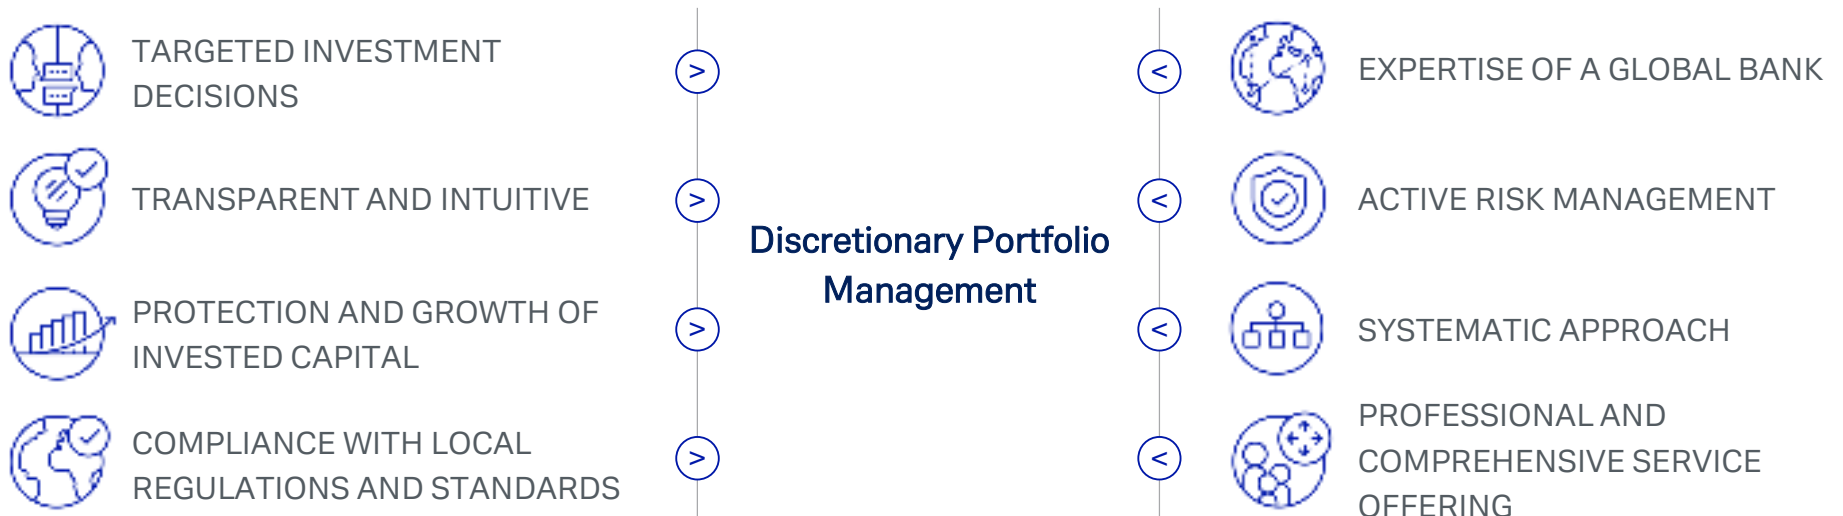 TARGETED INVESTMENT
DECISIONS
TRANSPARENT AND INTUITIVE
PROTECTION AND GROWTH OF
INVESTED CAPITAL
COMPLIANCE WITH LOCAL
REGULATIONS AND STANDARDS
>
>
>
>
Discretionary Portfolio
Management
<
<
<
<
EXPERTISE OF A GLOBAL BANK
ACTIVE RISK MANAGEMENT
SYSTEMATIC APPROACH
PROFESSIONAL AND
COMPREHENSIVE SERVICE
OFFERING